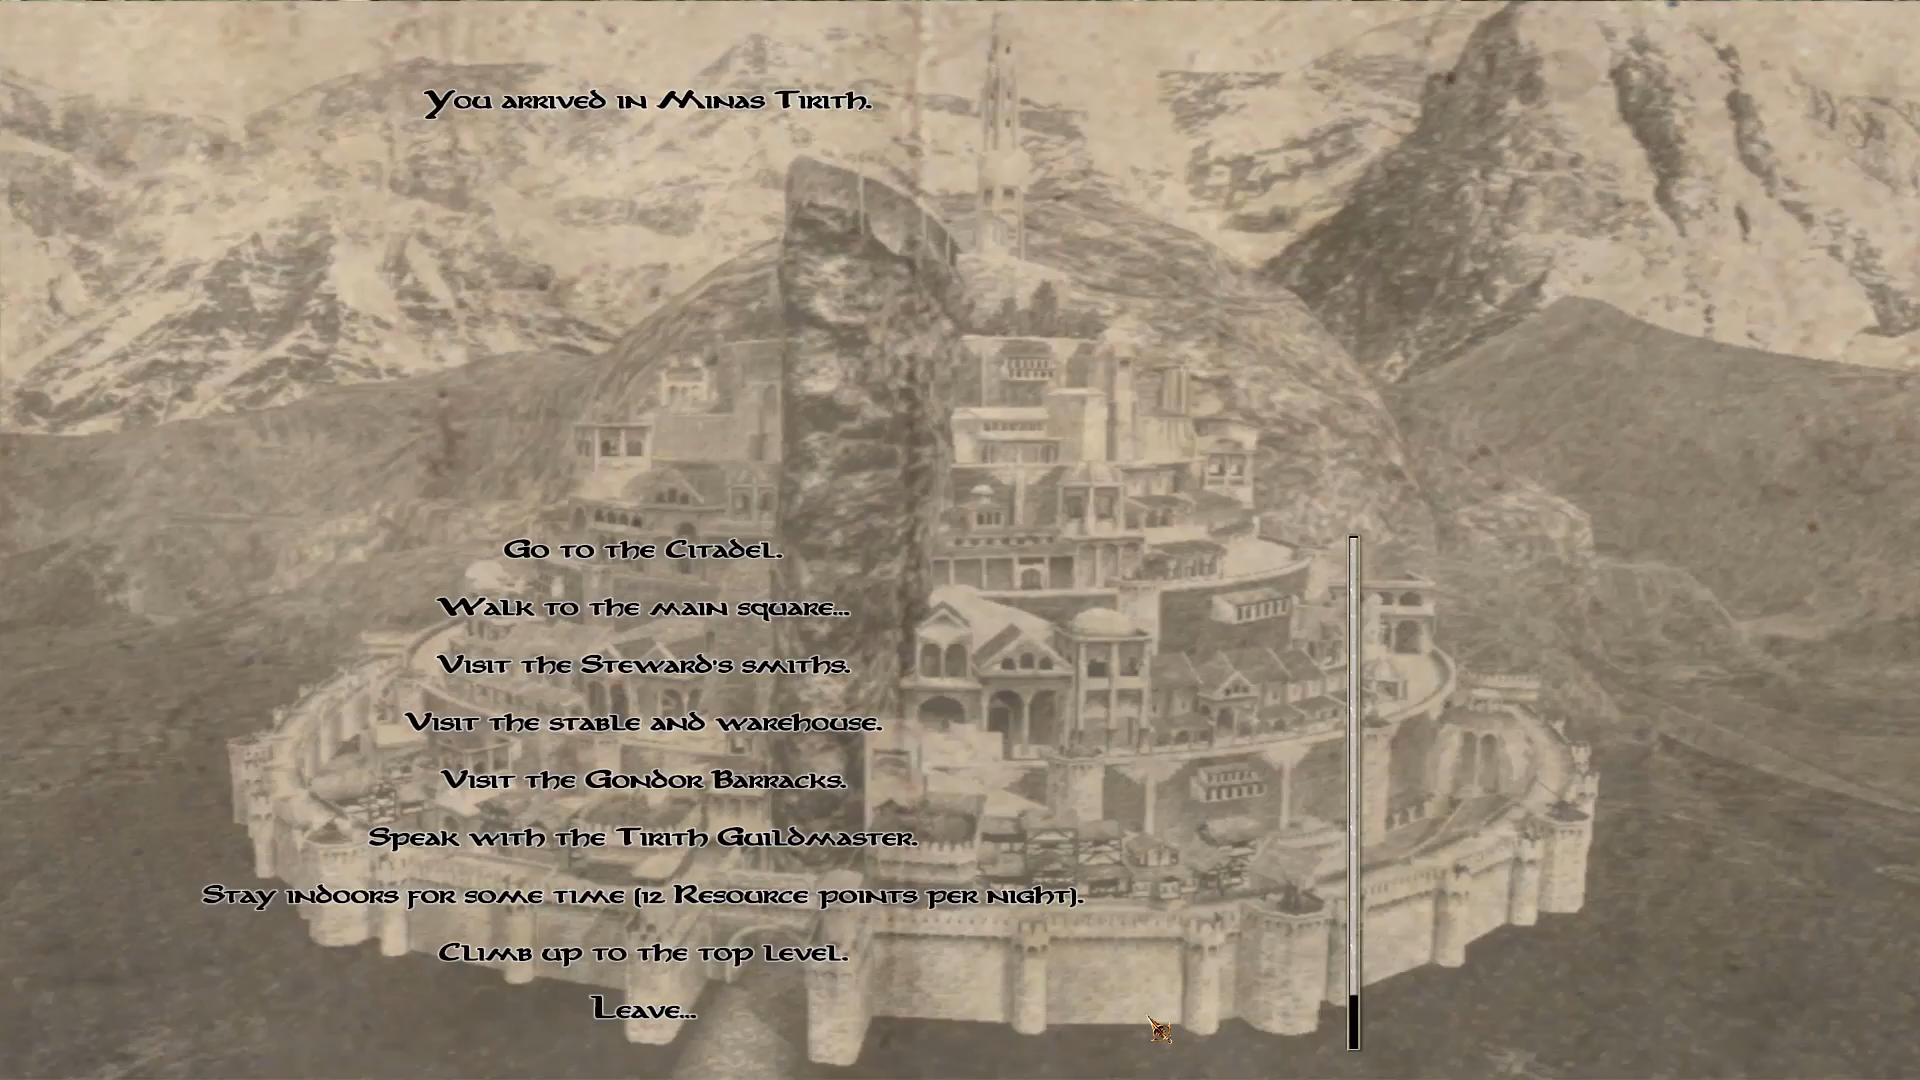 You arrived in Minas Tirith.
Go to the Citadel.
Walk to the main square...
Visit the Steward's smiths.
Visit the stable and warehouse.
Visit the Gondor Barracks.
Speak with the Tirith Guildmaster.
Stay indoors for some time (12 Resource points per night).
Climb up to the top level.
Leave...